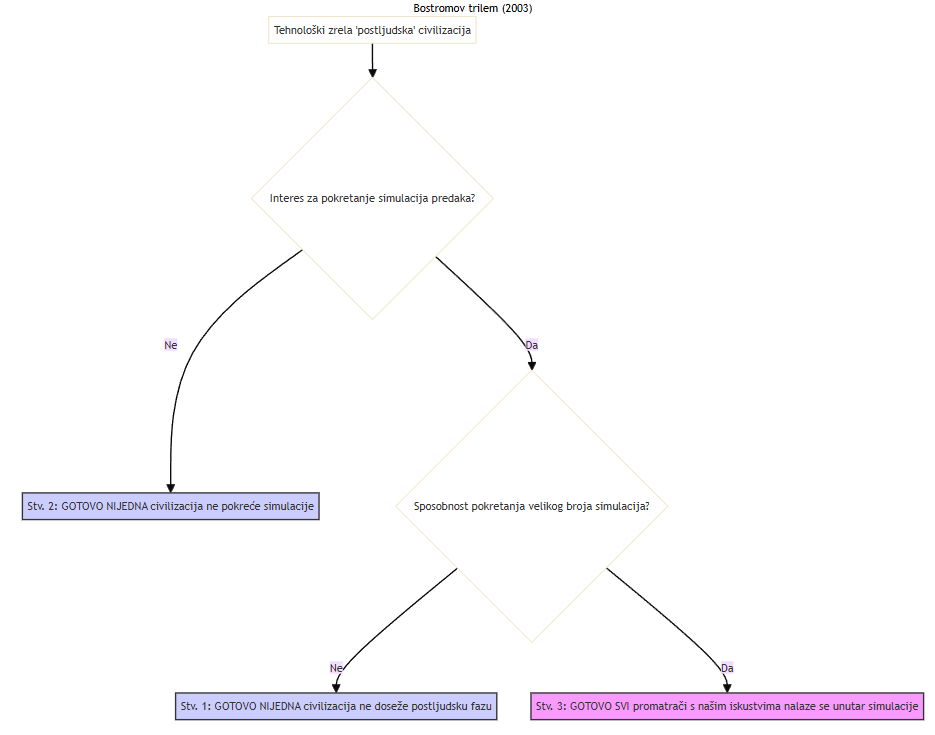 Bostromov trilem (2003)
Tehnološki zrela 'postljudska' civilizacija
Interes za pokretanje simulacija predaka?
Ne
Da
Stv. 2: GOTOVO NIJEDNA civilizacija ne pokreće simulacije
Sposobnost pokretanja velikog broja simulacija?
Ne
Da
Stv. 1: GOTOVO NIJEDNA civilizacija ne doseže postljudsku fazu
Stv. 3: GOTOVO SVI promatrači s našim iskustvima nalaze se unutar simulacije